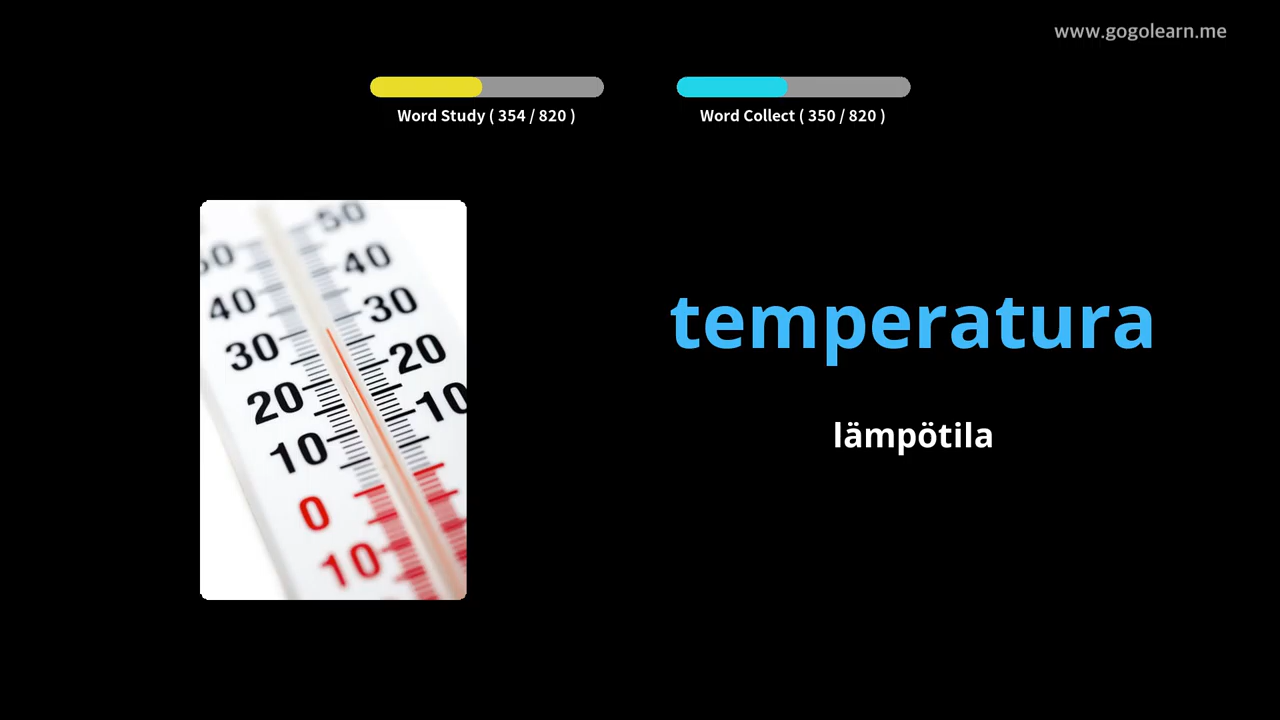 www.gogolearn.me
Word Study ( 354 / 820 )
Word Collect ( 350 / 820 )
50
40
30
20
10
40
30
20
10
0
10
temperatura
lämpötila